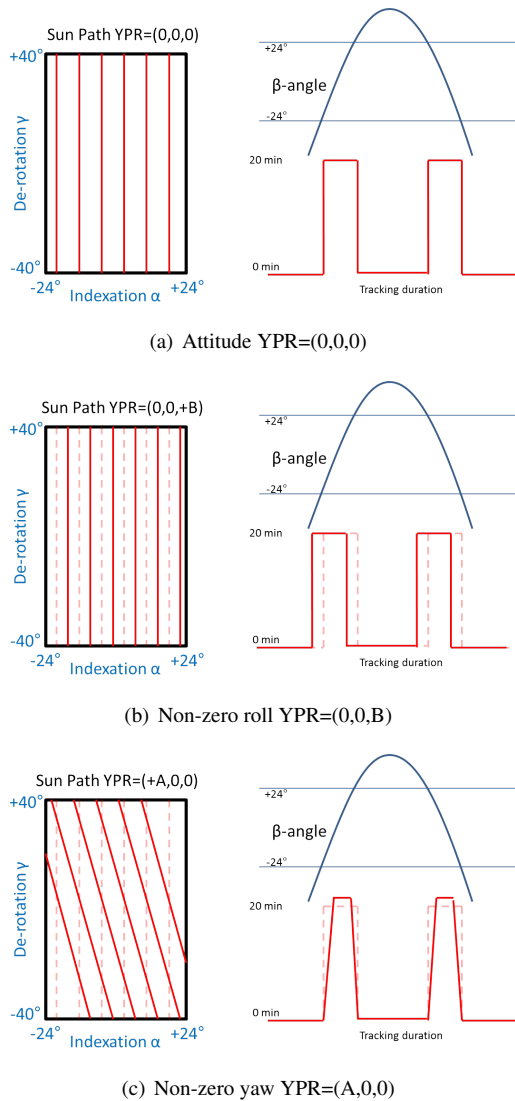 Sun Path YPR=(0,0,0)
+40°
De-rotation γ
-40°
-24°
Indexation α
+24°
+24°
β-angle
-24°
20 min
0 min
Tracking duration
(a) Attitude YPR=(0,0,0)
Sun Path YPR=(0,0,+B)
+40°
De-rotation γ
-40°
-24°
Indexation α
+24°
+24°
β-angle
-24°
20 min
0 min
Tracking duration
(b) Non-zero roll YPR=(0,0,B)
Sun Path YPR=(+A,0,0)
+40°
De-rotation γ
-40°
-24°
Indexation α
+24°
+24°
β-angle
-24°
20 min
0 min
Tracking duration
(c) Non-zero yaw YPR=(A,0,0)